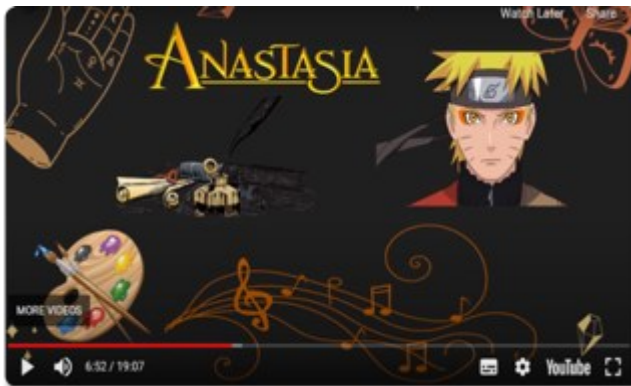 Watch Later Share
ANASTASIA
MORE VIDEOS
6:52 / 19:07
YouTube